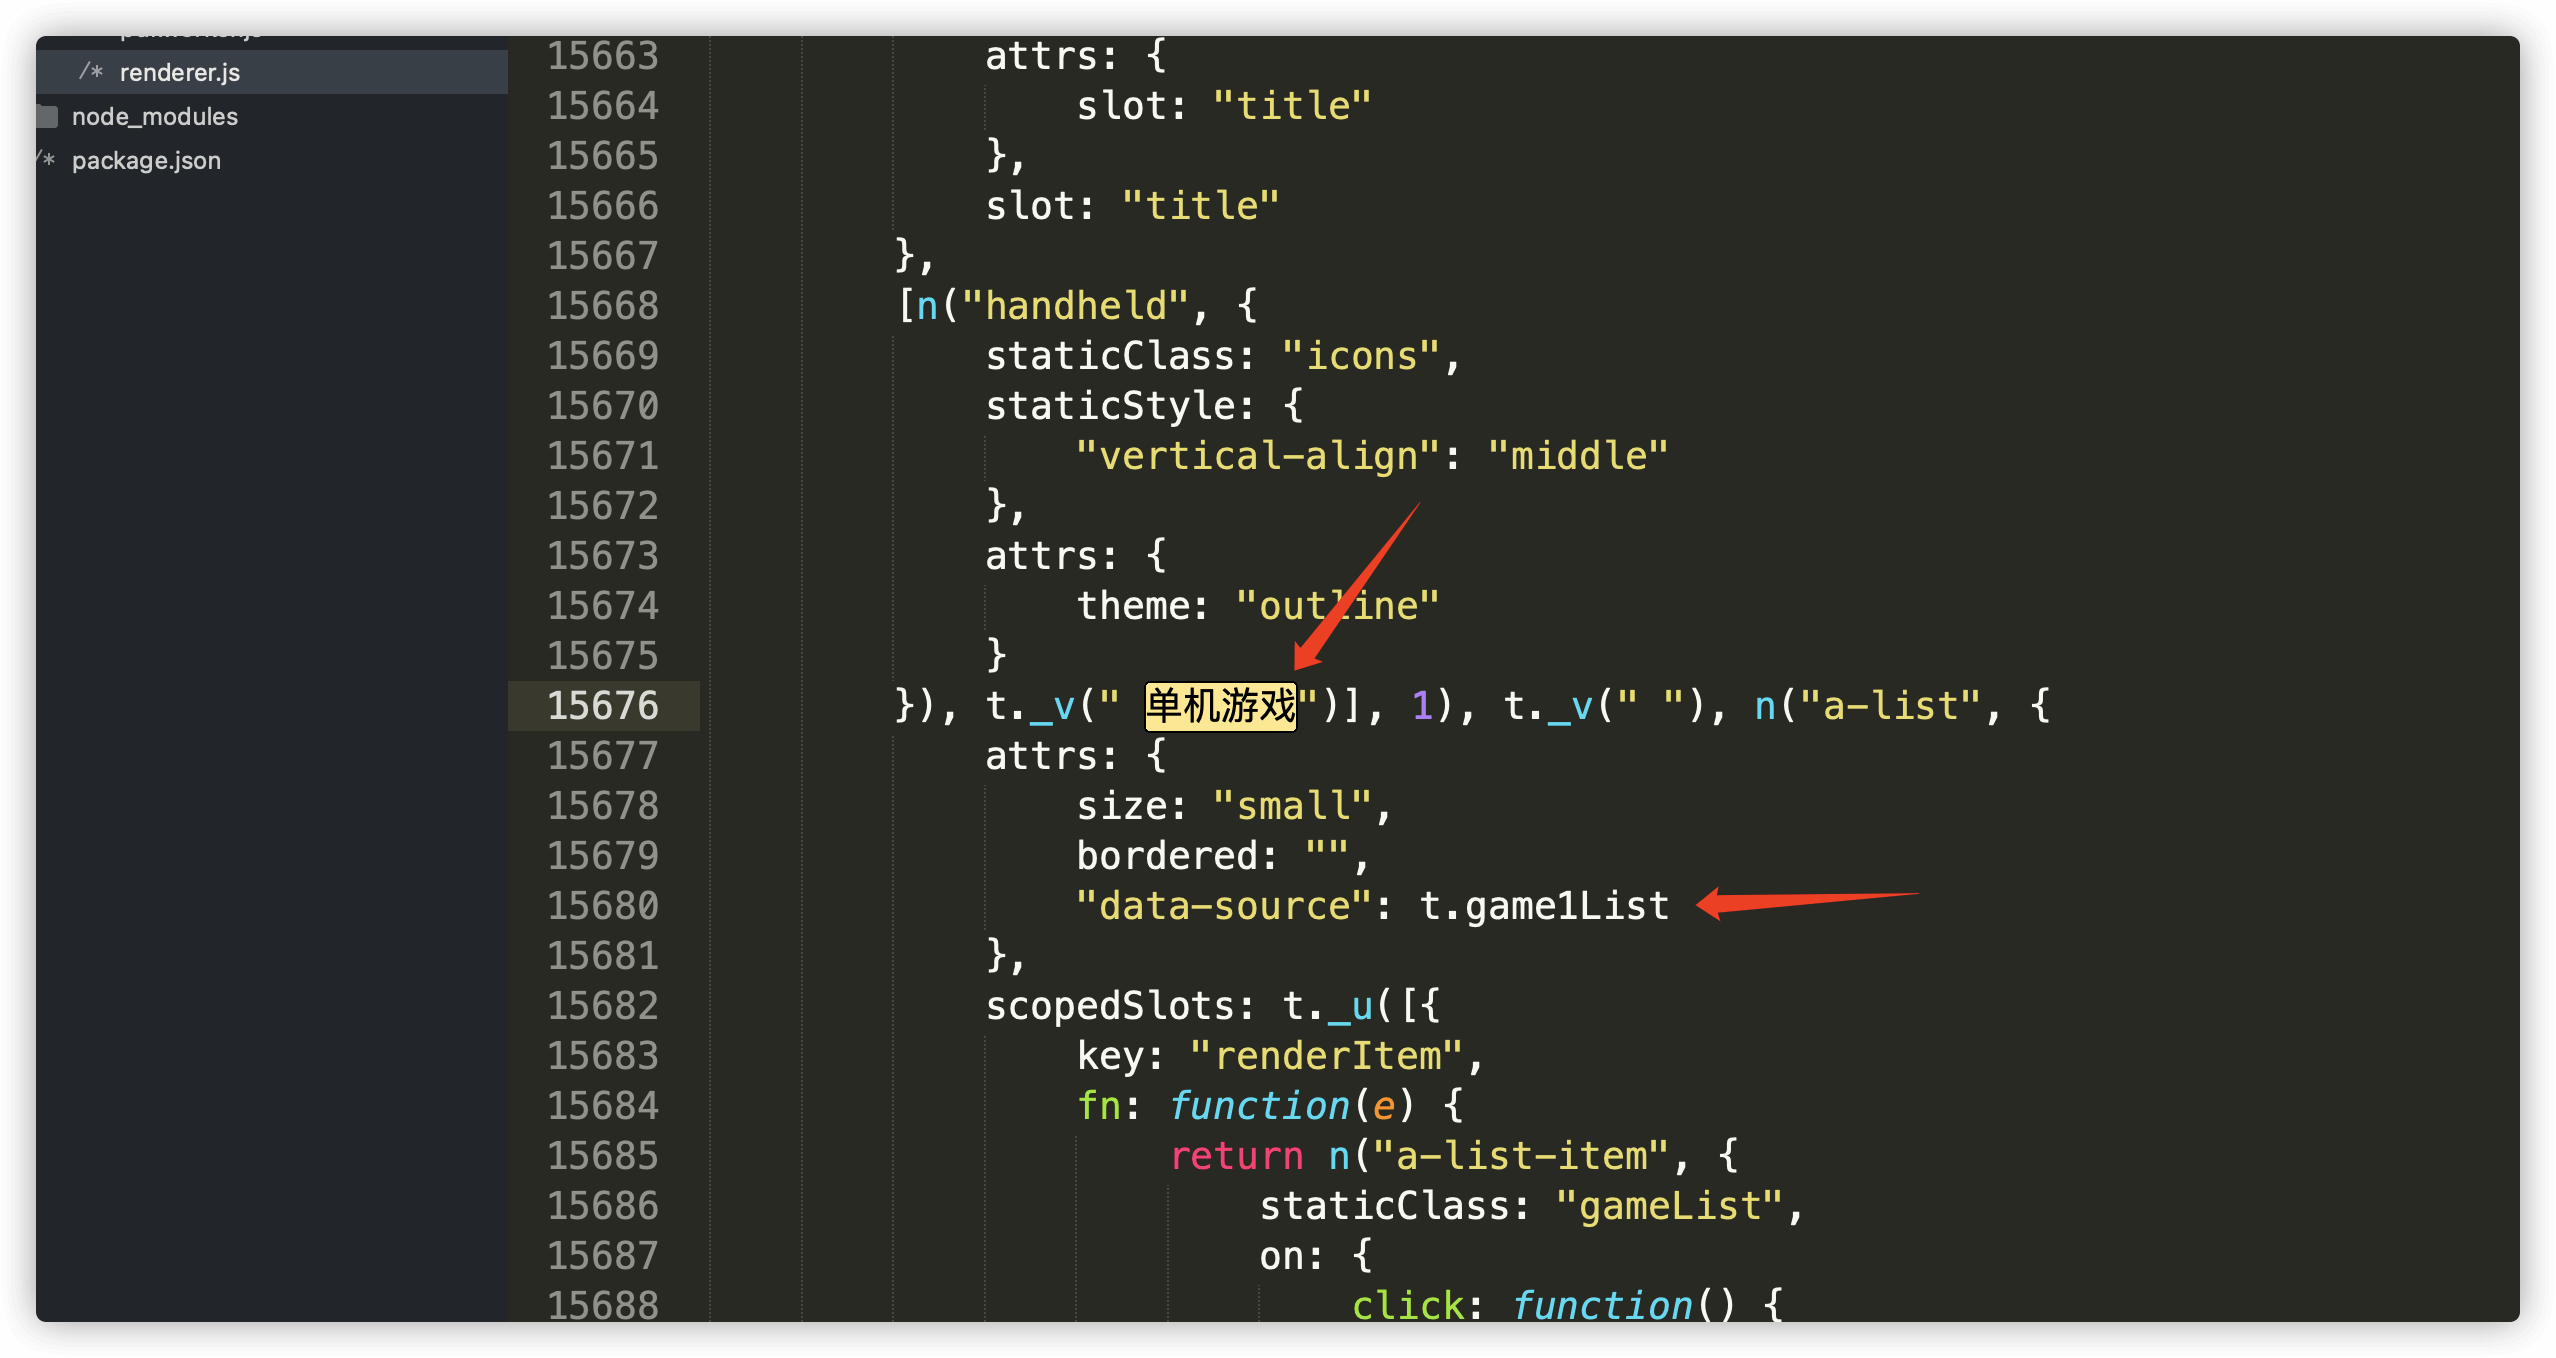 renderer.js
node_modules
package.json
15663 attrs: {
15664 slot: "title"
15665 },
15666 slot: "title"
15667 },
15668 [n("handheld", {
15669 staticClass: "icons",
15670 staticStyle: {
15671 "vertical-align": "middle"
15672 },
15673 attrs: {
15674 theme: "outline"
15675 }
15676 }), t._v(" 单机游戏")], 1), t._v(" "), n("a-list", {
15677 attrs: {
15678 size: "small",
15679 bordered: "",
15680 "data-source": t.game1List
15681 },
15682 scopedSlots: t._u([{
15683 key: "renderItem",
15684 fn: function(e) {
15685 return n("a-list-item", {
15686 staticClass: "gameList",
15687 on: {
15688 click: function() {